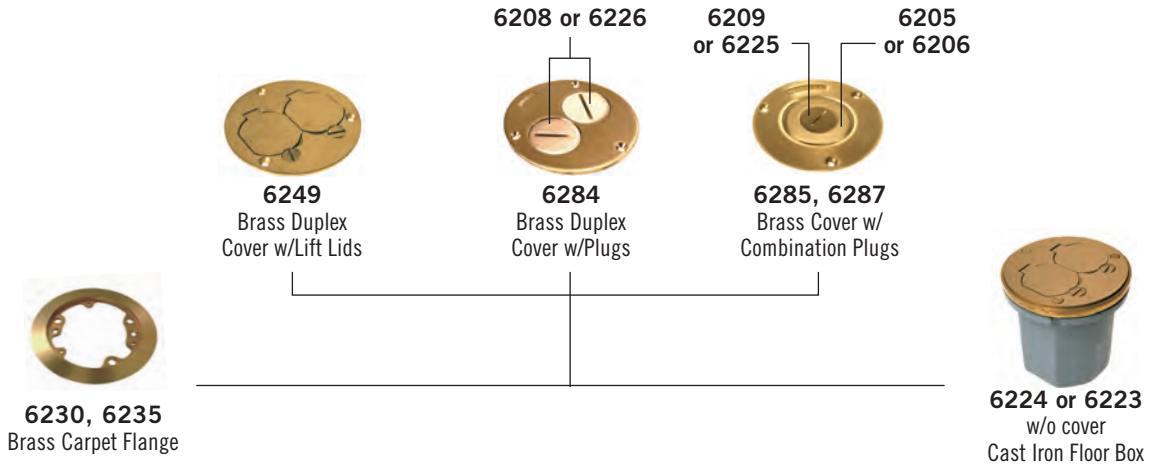 6208 or 6226
6209
or 6225
6205
or 6206
6249
Brass Duplex
Cover w/Lift Lids
6284
Brass Duplex
Cover w/Plugs
6285, 6287
Brass Cover w/
Combination Plugs
6230, 6235
Brass Carpet Flange
6224 or 6223
w/o cover
Cast Iron Floor Box